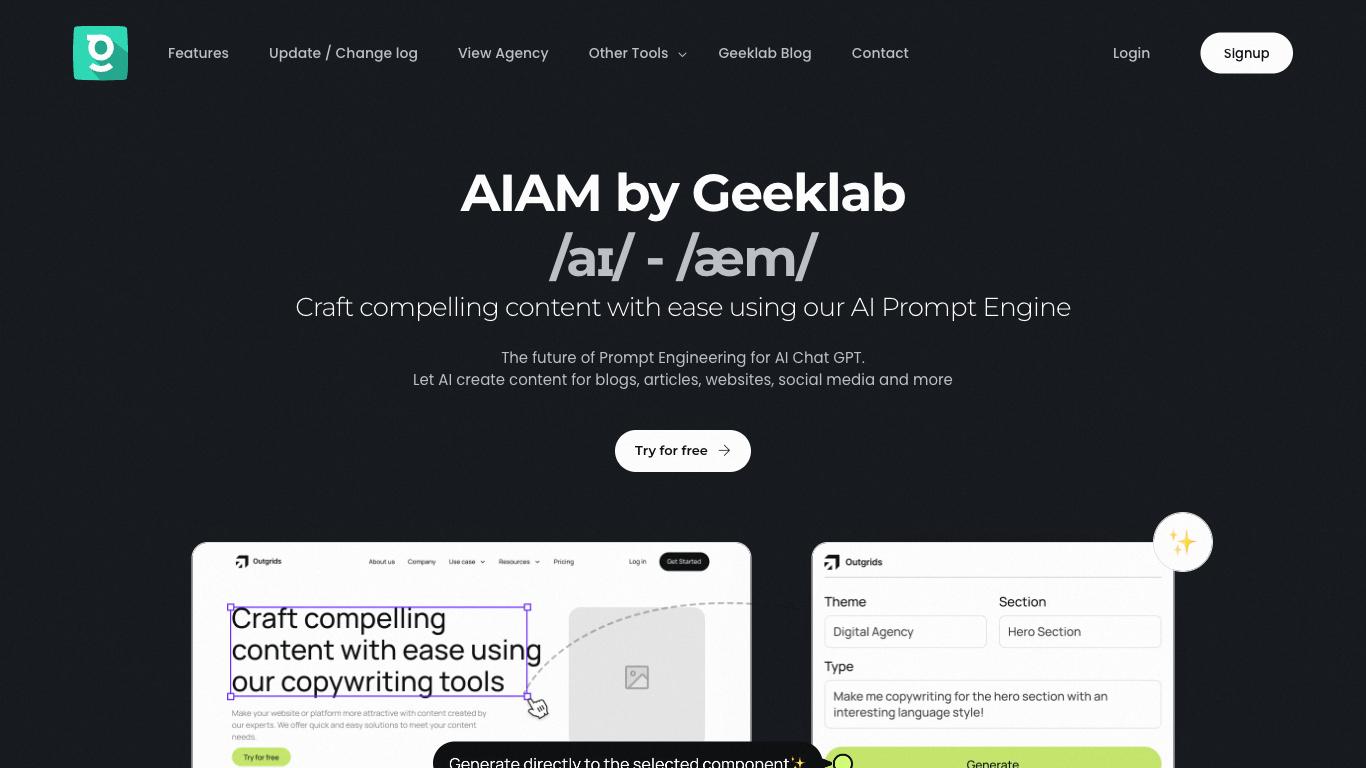 Features
Update / Change log
View Agency
Other Tools
Geeklab Blog
Contact
Login
Signup
AIAM by Geeklab
/aɪ/ - /æm/
Craft compelling content with ease using our AI Prompt Engine
The future of Prompt Engineering for AI Chat GPT.
Let AI create content for blogs, articles, websites, social media and more
Try for free
Outgrids
About us
Company
Use case
Resources
Pricing
Log in
Get Started
Craft compelling
content with ease using
our copywriting tools
Make your website or platform more attractive with content created by
our experts. We offer quick and easy solutions to meet your content
needs.
Try for free
Outgrids
Theme
Section
Digital Agency
Hero Section
Type
Make me copywriting for the hero section with an
interesting language style!
Generate directly to the selected component
Generate